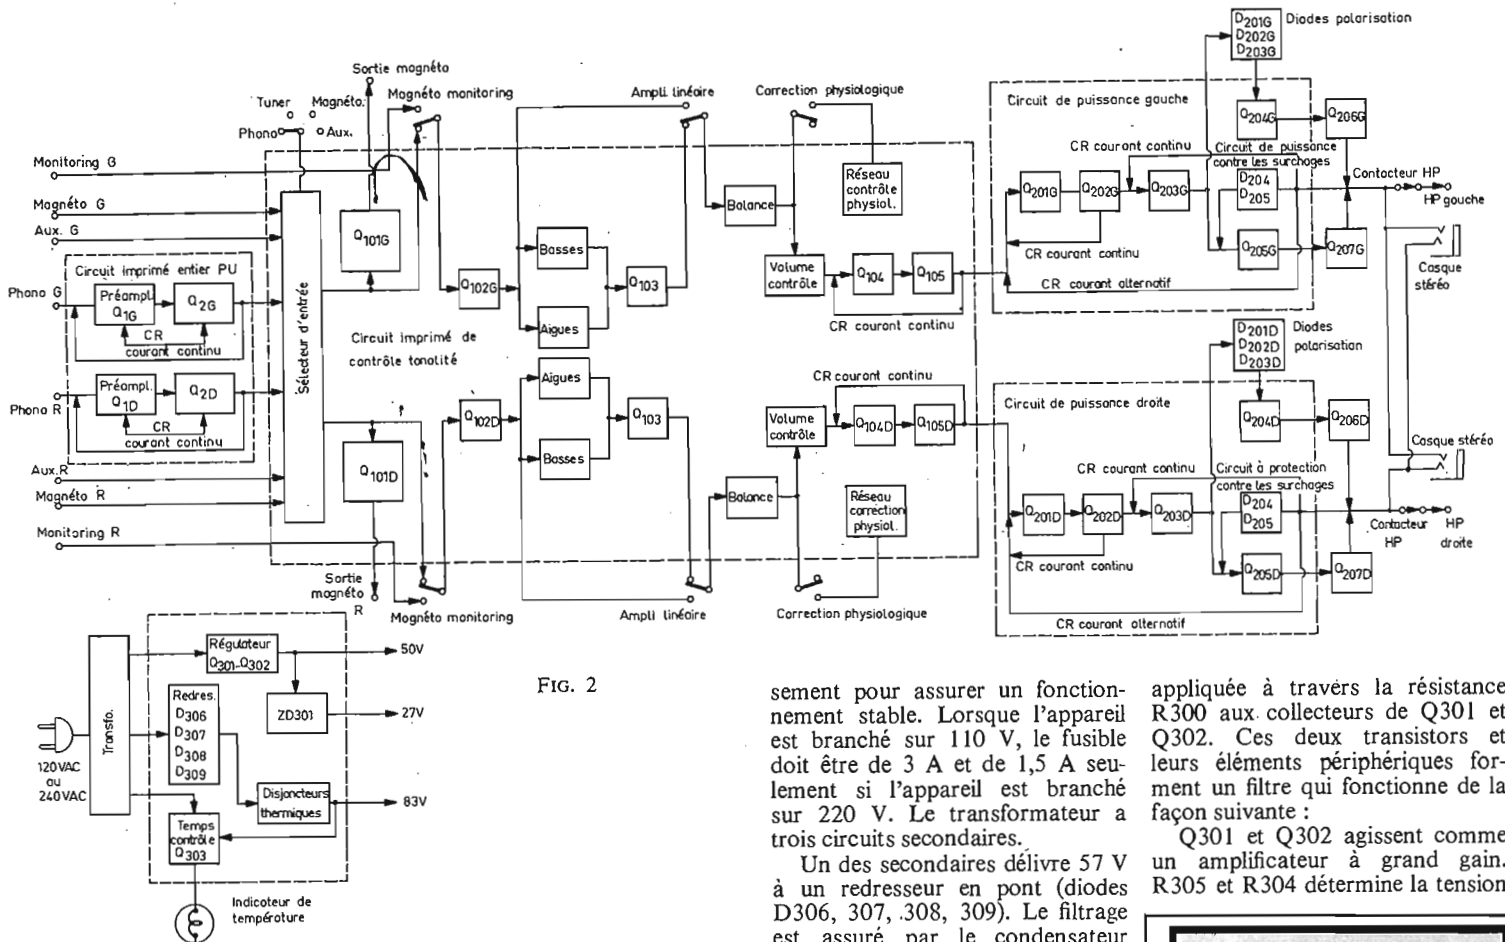 Sortie magnéto
Magnéto monitoring
Tuner
Magnéto.
Phono
Aux.
Monitoring G
Magnéto G
Aux. G
Circuit imprimé entier PU
Phono G
Préampl.
Q1G
Q2G
CR
courant continu
Préampl.
Q1D
Q2D
Phono R
CR
courant continu
Aux.R
Magnéto R
Monitoring R
Sélecteur d'entrée
Q101G
Circuit imprimé de
contrôle tonalité
Q101D
Sortie
magnéto
R
Magnéto monitoring
Q102G
Basses
Aigues
Q103
Q102D
Aigues
Basses
Q103
Ampli linéaire
Balance
Correction physiologique
Réseau
contrôle
physiol.
Volume
contrôle
Q104
Q105
CR courant continu
CR courant continu
Volume
contrôle
Q104D
Q105D
Balance
Réseau
correction
physiol.
Ampli linéaire
Correction physiologique
D201G
D202G
D203G
Diodes polarisation
Circuit de puissance gauche
Q204G
Q206G
CR courant continu
Circuit de puissance
contre les surchages
Q201G
Q202G
Q203G
D204
D205
Contacteur HP
HP gauche
CR courant continu
Q205G
Q207G
CR courant alternatif
Casque
stéréo
D201D
D202D
D203D
Diodes
polarisation
Circuit de puissance droite
Q204D
Q206D
Casque stéréo
CR courant continu
Circuit à protection
contre les surchages
Q201D
Q202D
Q203D
D204
D205
Contacteur
HP
HP
droite
CR courant continu
Q205D
Q207D
CR courant alternatif
Transfo.
120VAC
ou
240VAC
Régulateur
Q301-Q302
50V
ZD301
27V
Redres.
D306
D307
D308
D309
Disjoncteurs
thermiques
83V
Temps
contrôle
Q303
Indicateur de
température
FIG. 2
sement pour assurer un fonction-
nement stable. Lorsque l'appareil
est branché sur 110 V, le fusible
doit être de 3 A et de 1,5 A seu-
lement si l'appareil est branché
sur 220 V. Le transformateur a
trois circuits secondaires.
Un des secondaires délivre 57 V
à un redresseur en pont (diodes
D306, 307, 308, 309). Le filtrage
est assuré par le condensateur
appliquée à travers la résistance
R300 aux collecteurs de Q301 et
Q302. Ces deux transistors et
leurs éléments périphériques for-
ment un filtre qui fonctionne de la
façon suivante :
Q301 et Q302 agissent comme
un amplificateur à grand gain.
R305 et R304 détermine la tension